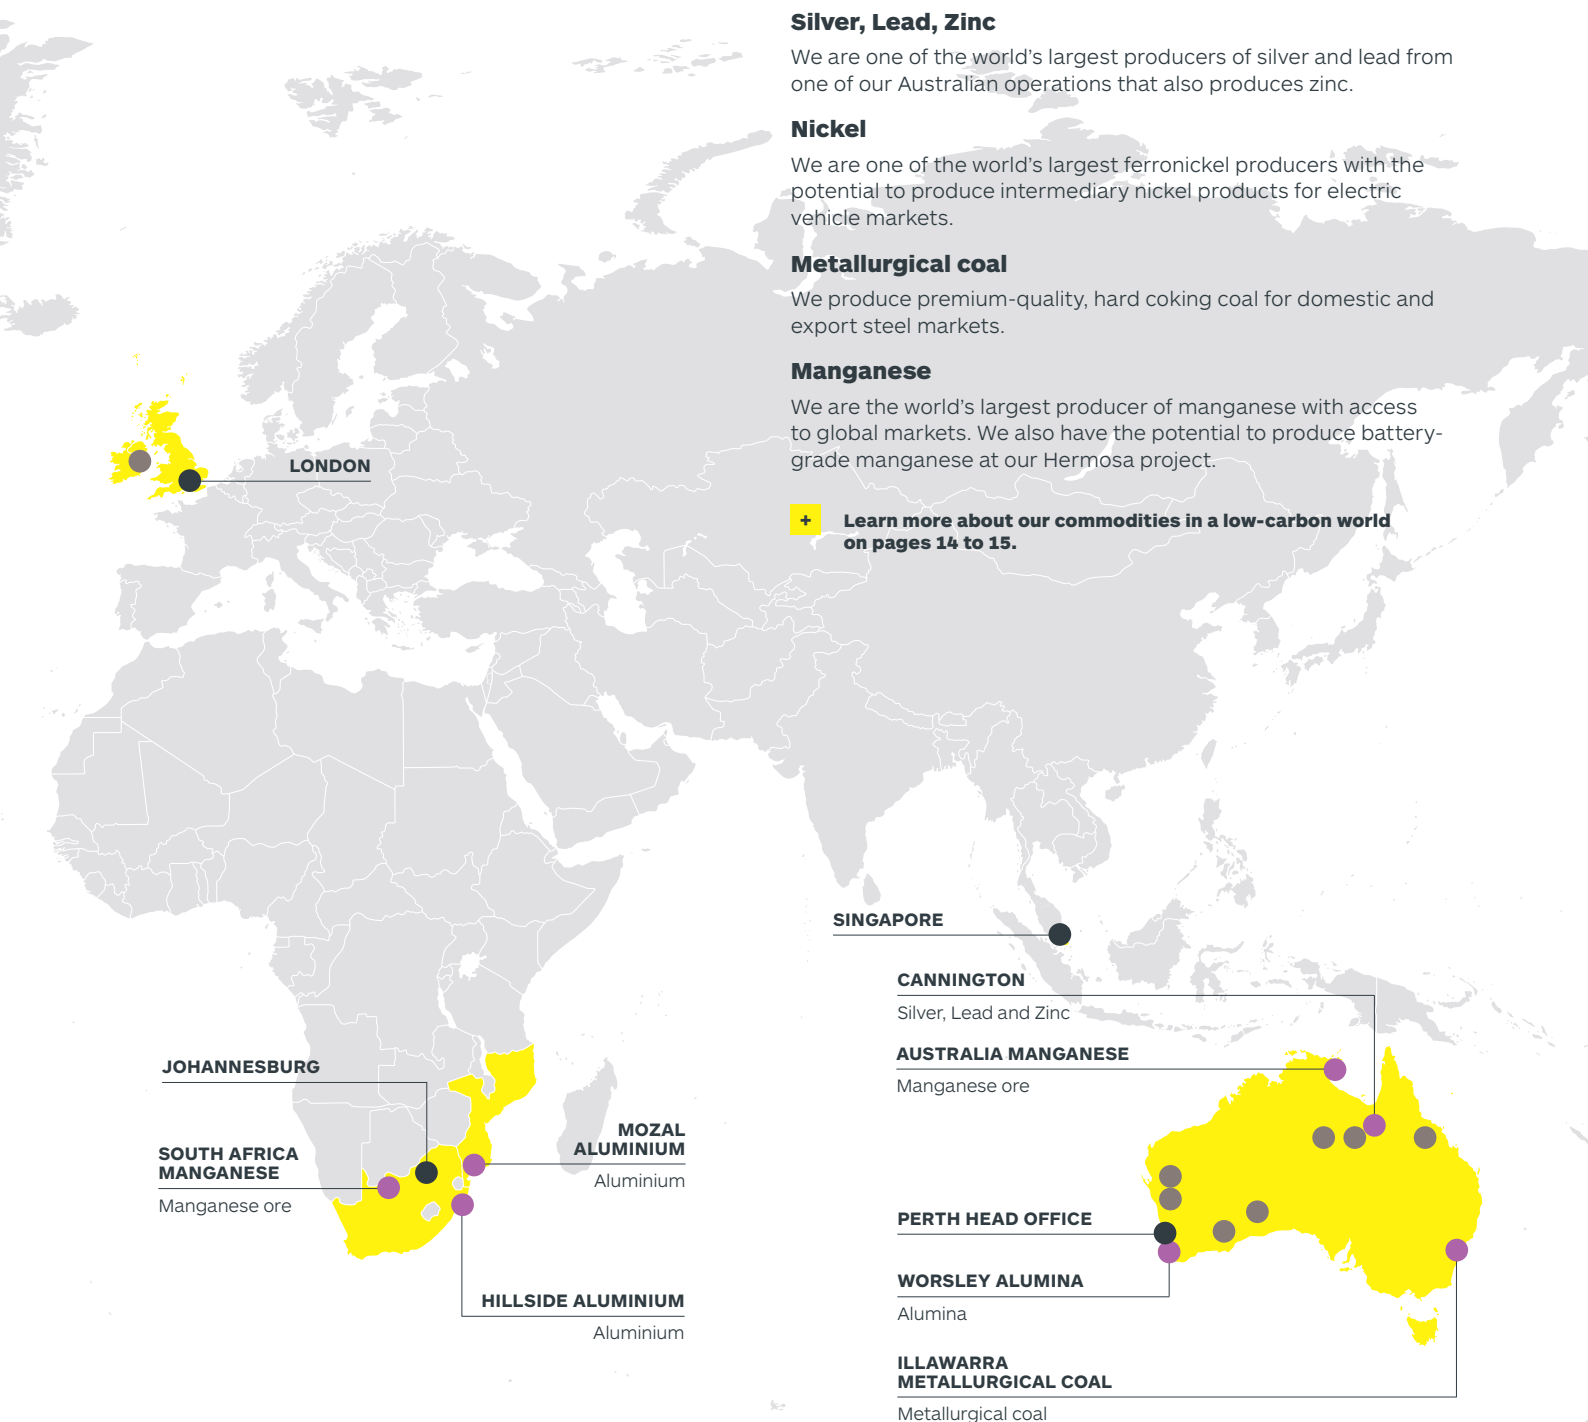 Silver, Lead, Zinc
We are one of the world’s largest producers of silver and lead from
one of our Australian operations that also produces zinc.
Nickel
We are one of the world’s largest ferronickel producers with the
potential to produce intermediary nickel products for electric
vehicle markets.
Metallurgical coal
We produce premium-quality, hard coking coal for domestic and
export steel markets.
Manganese
We are the world’s largest producer of manganese with access
to global markets. We also have the potential to produce battery-
grade manganese at our Hermosa project.
+ Learn more about our commodities in a low-carbon world
on pages 14 to 15.
LONDON
SINGAPORE
CANNINGTON
Silver, Lead and Zinc
AUSTRALIA MANGANESE
Manganese ore
JOHANNESBURG
SOUTH AFRICA
MANGANESE
Manganese ore
MOZAL
ALUMINIUM
Aluminium
HILLSIDE ALUMINIUM
Aluminium
PERTH HEAD OFFICE
WORSLEY ALUMINA
Alumina
ILLAWARRA
METALLURGICAL COAL
Metallurgical coal